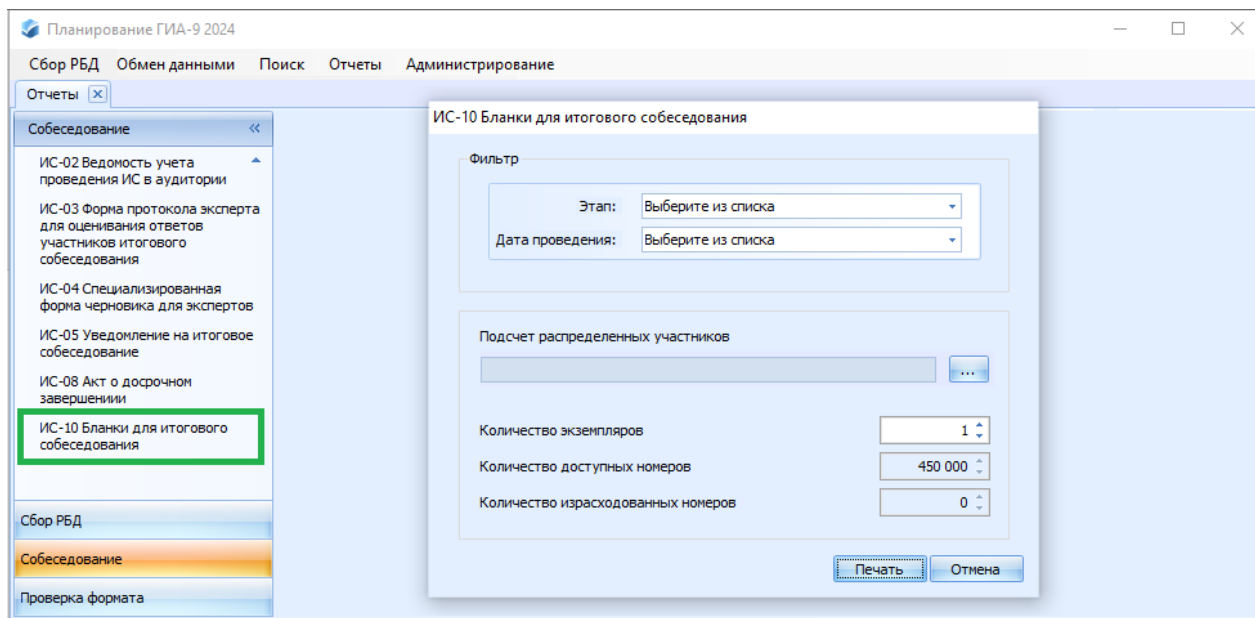 Планирование ГИА-9 2024
Сбор РБД Обмен данными Поиск Отчеты Администрирование
Отчеты
Собеседование
ИС-02 Ведомость учета
проведения ИС в аудитории
ИС-03 Форма протокола эксперта
для оценивания ответов
участников итогового
собеседования
ИС-04 Специализированная
форма черновика для экспертов
ИС-05 Уведомление на итоговое
собеседование
ИС-08 Акт о досрочном
завершениии
ИС-10 Бланки для итогового
собеседования
Сбор РБД
Собеседование
Проверка формата
ИС-10 Бланки для итогового собеседования
Фильтр
Этап: Выберите из списка
Дата проведения: Выберите из списка
Подсчет распределенных участников
...
Количество экземпляров 1
Количество доступных номеров 450 000
Количество израсходованных номеров 0
Печать Отмена